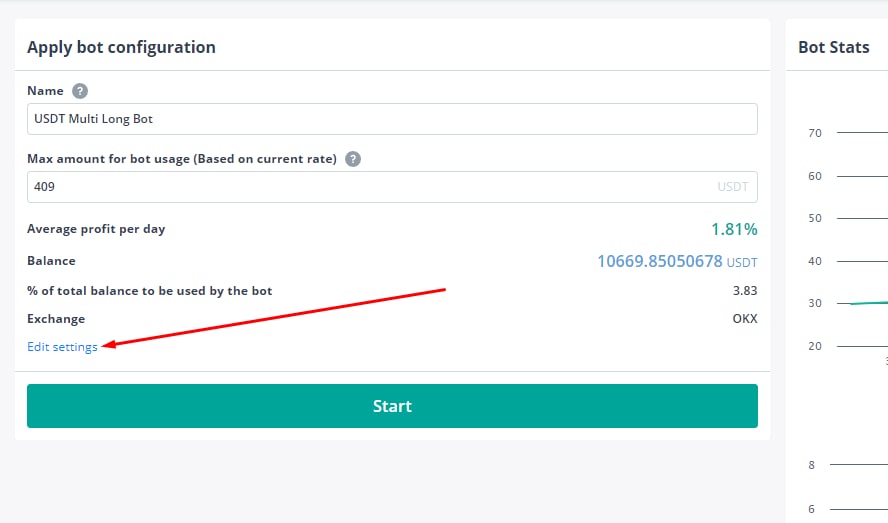 Apply bot configuration
Name ?
USDT Multi Long Bot
Max amount for bot usage (Based on current rate) ?
409 USDT
Average profit per day 1.81%
Balance 10669.85050678 USDT
% of total balance to be used by the bot 3.83
Exchange OKX
Edit settings
Start
Bot Stats
70
60
50
40
30
20
8
6